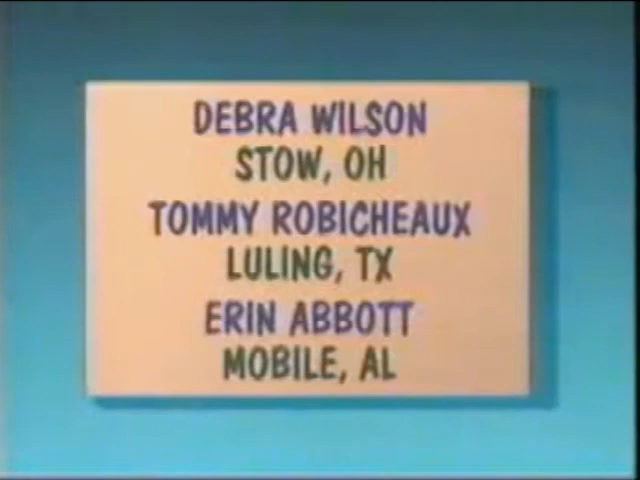 DEBRA WILSON
STOW, OH
TOMMY ROBICHEAUX
LULING, TX
ERIN ABBOTT
MOBILE, AL